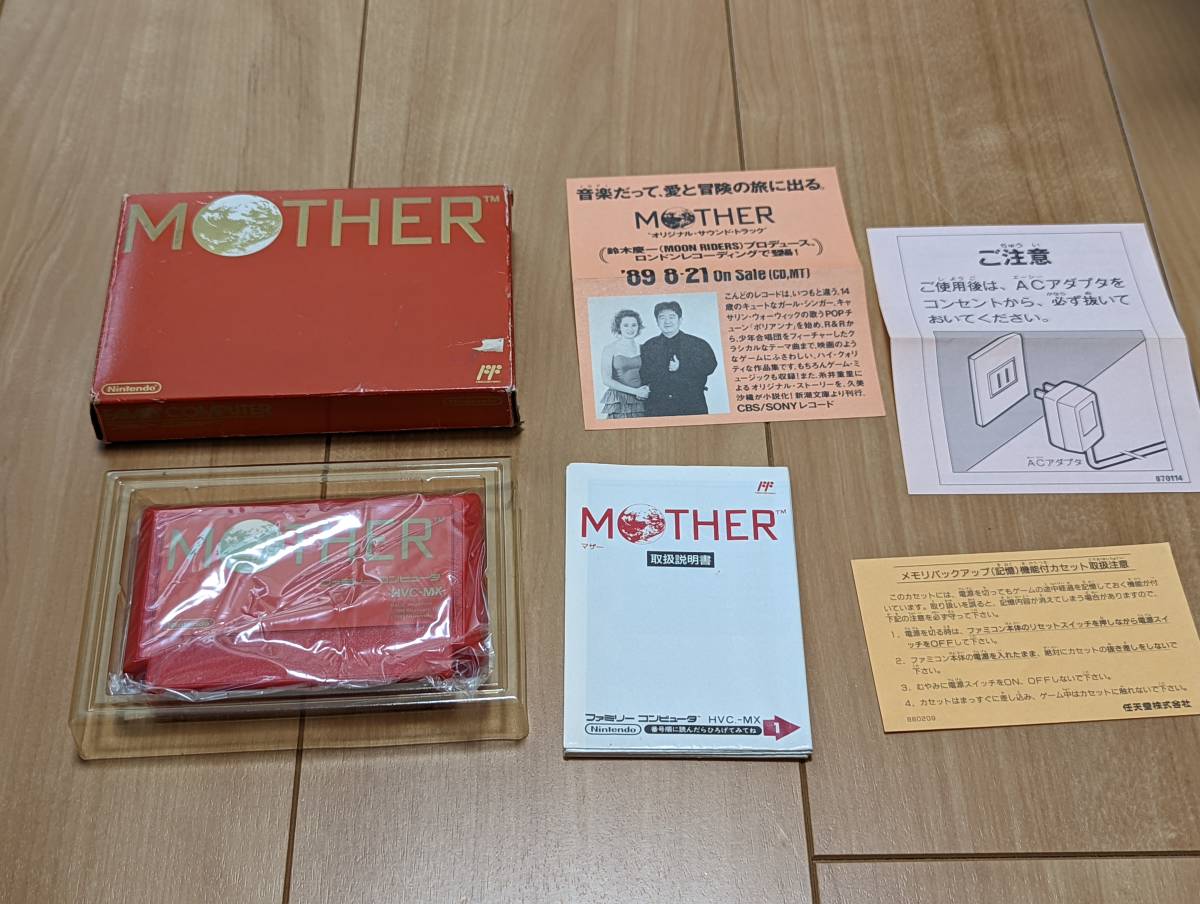 MOTHER™
Nintendo
COMPUTER
MOTHER
ファミリー コンピュータ
HVC-MX
Nintendo
音楽だって、愛と冒険の旅に出る。
MOTHER
"オリジナル・サウンド・トラック"
(鈴木慶一(MOON RIDERS)プロデュース。
ロンドンレコーディングで登場!)
'89 8・21 On Sale (CD,MT)
こんどのレコードは、いつもと違う。14
歳のキュートなガール・シンガー、キャ
サリン・ウォーウィックの歌うPOPチ
ューン「ポリアンナ」を始め、R&Rか
ら、少年合唱団をフィーチャーしたク
ラシカルなテーマ曲まで、映画のよう
なゲームにふさわしい、ハイ・クォリ
ティな作品集です。もちろんゲーム・ミ
ュージックも収録!また、糸井重里に
よるオリジナル・ストーリーを、久美
沙織が小説化!新潮文庫より刊行。
CBS/SONYレコード
ちゅう い
ご注意
ご使用後は、ACアダプタを
コンセントから、必ず抜いて
おいてください。
ACアダプタ
870114
MOTHER™
マザー
取扱説明書
ファミリー コンピュータ™ HVC.-MX
Nintendo 番号順に読んだらひろげてみてね 1
メモリバックアップ(記憶)機能付カセット取扱注意
このカセットには、電源を切ってもゲームの途中経過を記憶しておく機能が付
いています。取り扱いを誤ると、記憶内容が消えてしまう場合がありますので、
下記の注意を必ず守って下さい。
1. 電源を切る時は、ファミコン本体のリセットスイッチを押しながら電源スイ
ッチをOFFして下さい。
2. ファミコン本体の電源を入れたまま、絶対にカセットの抜き差しをしないで
下さい。
3. むやみに電源スイッチをON、OFFしないで下さい。
4. カセットはまっすぐに差し込み、ゲーム中はカセットに触れないで下さい。
880209
任天堂株式会社